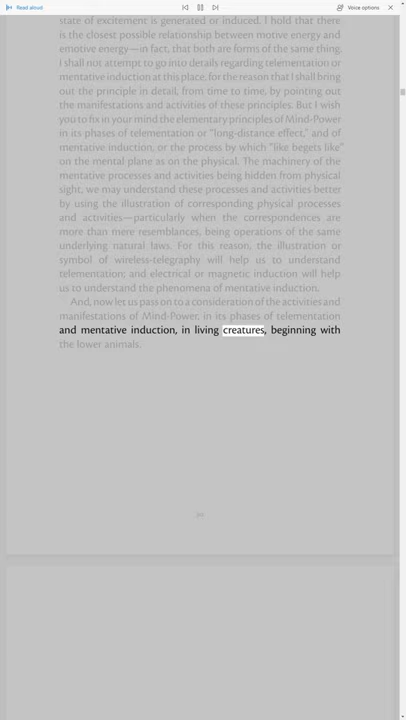 Read aloud
Voice options
state of excitement is generated or induced. I hold that there
is the closest possible relationship between motive energy and
emotive energy—in fact, that both are forms of the same thing.
I shall not attempt to go into details regarding telementation or
mentative induction at this place, for the reason that I shall bring
out the principle in detail, from time to time, by pointing out
the manifestations and activities of these principles. But I wish
you to fix in your mind the elementary principles of Mind-Power
in its phases of telementation or "long-distance effect," and of
mentative induction, or the process by which "like begets like"
on the mental plane as on the physical. The machinery of the
mentative processes and activities being hidden from physical
sight, we may understand these processes and activities better
by using the illustration of corresponding physical processes
and activities—particularly when the correspondences are
more than mere resemblances, being operations of the same
underlying natural laws. For this reason, the illustration or
symbol of wireless-telegraphy will help us to understand
telementation; and electrical or magnetic induction will help
us to understand the phenomena of mentative induction.
And, now let us pass on to a consideration of the activities and
manifestations of Mind-Power, in its phases of telementation
and mentative induction, in living creatures, beginning with
the lower animals.